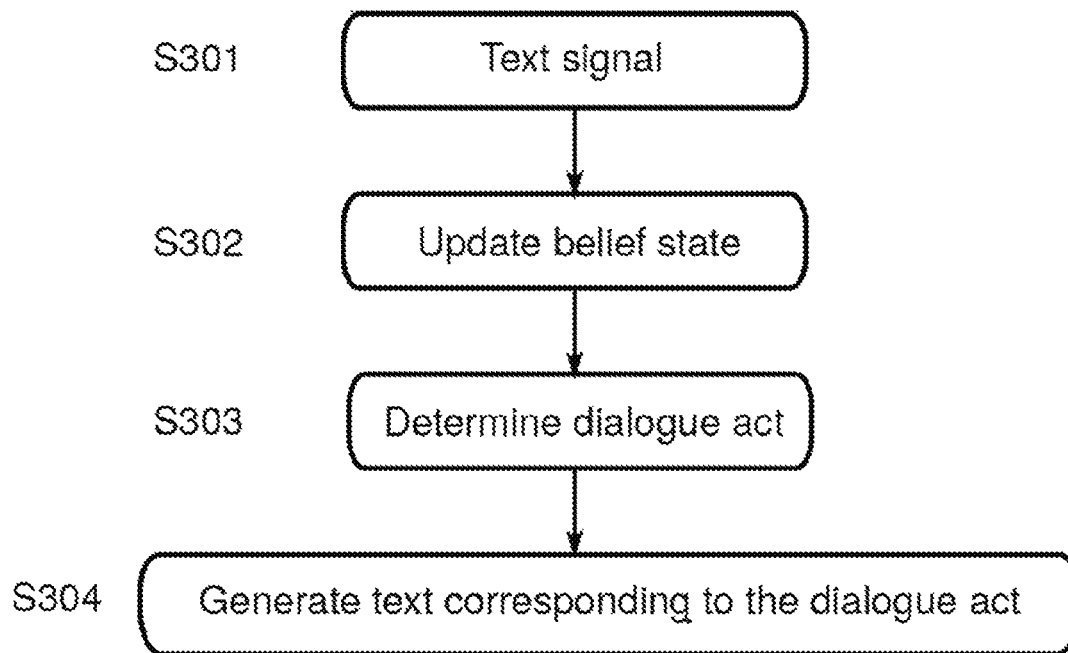 S301 Text signal
S302 Update belief state
S303 Determine dialogue act
S304 Generate text corresponding to the dialogue act